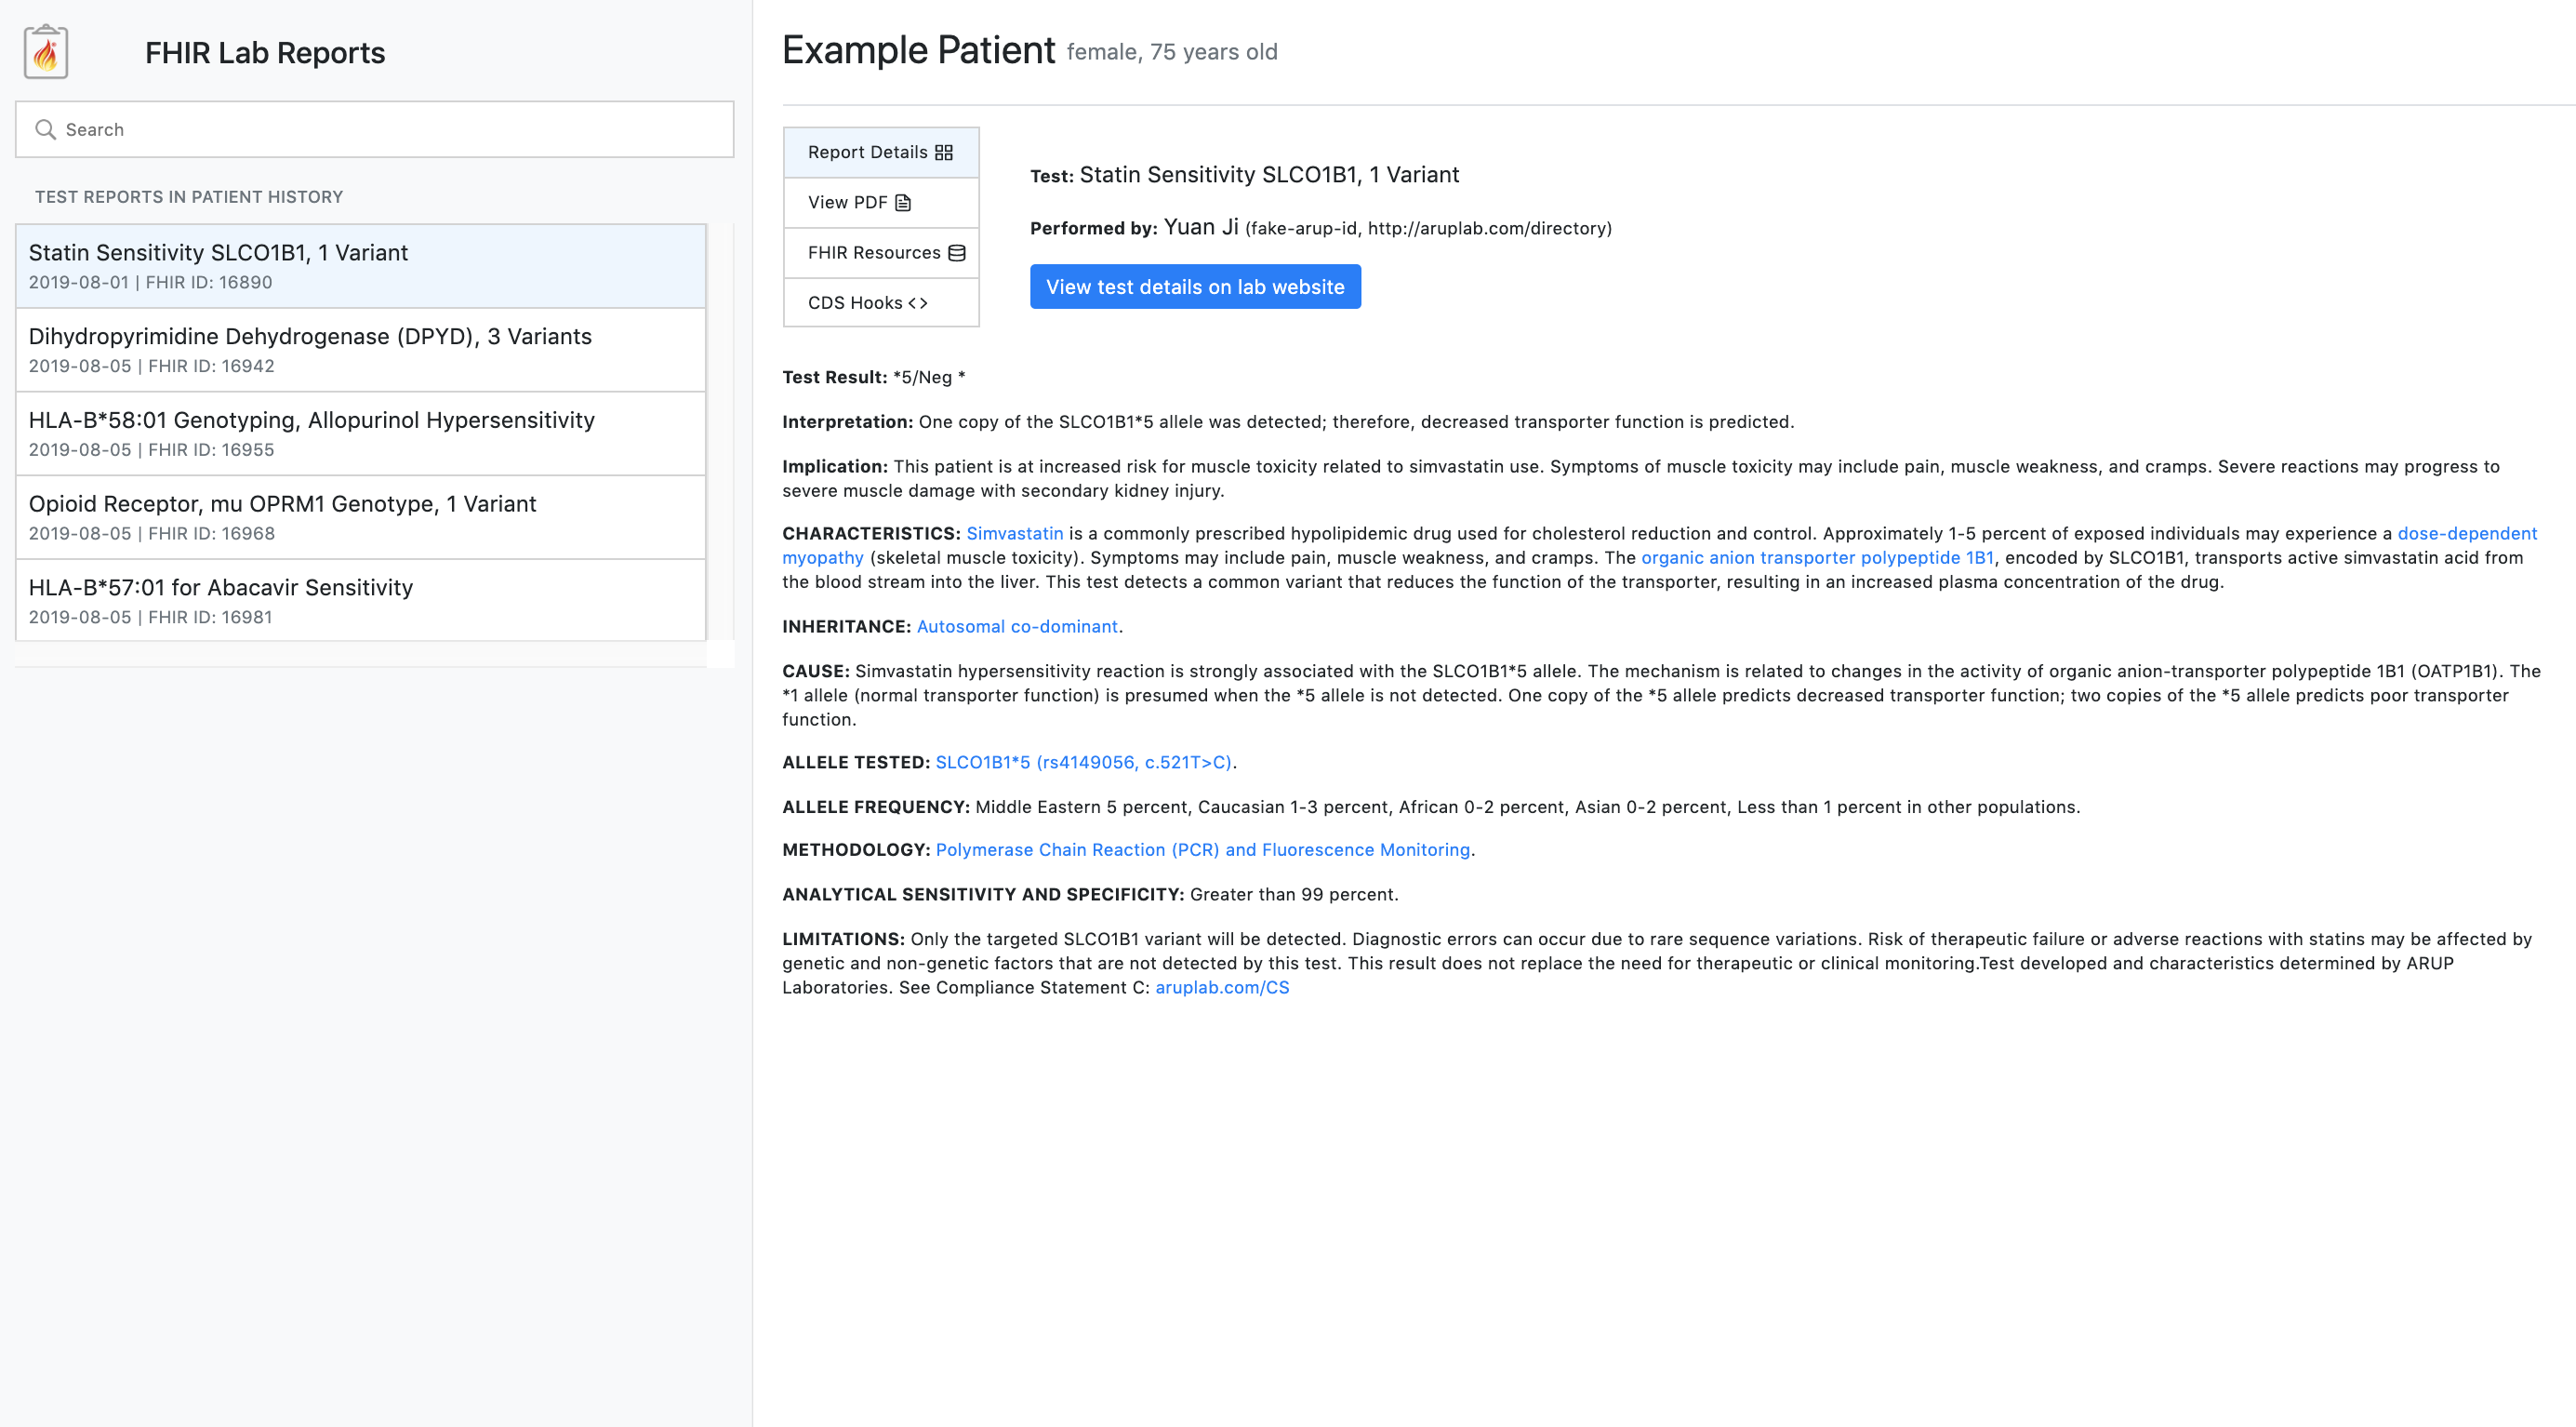 FHIR Lab Reports
Search
TEST REPORTS IN PATIENT HISTORY
Statin Sensitivity SLCO1B1, 1 Variant
2019-08-01 | FHIR ID: 16890
Dihydropyrimidine Dehydrogenase (DPYD), 3 Variants
2019-08-05 | FHIR ID: 16942
HLA-B*58:01 Genotyping, Allopurinol Hypersensitivity
2019-08-05 | FHIR ID: 16955
Opioid Receptor, mu OPRM1 Genotype, 1 Variant
2019-08-05 | FHIR ID: 16968
HLA-B*57:01 for Abacavir Sensitivity
2019-08-05 | FHIR ID: 16981
Example Patient female, 75 years old
Report Details
View PDF
FHIR Resources
CDS Hooks <>
Test: Statin Sensitivity SLCO1B1, 1 Variant
Performed by: Yuan Ji (fake-arup-id, http://aruplab.com/directory)
View test details on lab website
Test Result: *5/Neg *
Interpretation: One copy of the SLCO1B1*5 allele was detected; therefore, decreased transporter function is predicted.
Implication: This patient is at increased risk for muscle toxicity related to simvastatin use. Symptoms of muscle toxicity may include pain, muscle weakness, and cramps. Severe reactions may progress to
severe muscle damage with secondary kidney injury.
CHARACTERISTICS: Simvastatin is a commonly prescribed hypolipidemic drug used for cholesterol reduction and control. Approximately 1-5 percent of exposed individuals may experience a dose-dependent
myopathy (skeletal muscle toxicity). Symptoms may include pain, muscle weakness, and cramps. The organic anion transporter polypeptide 1B1, encoded by SLCO1B1, transports active simvastatin acid from
the blood stream into the liver. This test detects a common variant that reduces the function of the transporter, resulting in an increased plasma concentration of the drug.
INHERITANCE: Autosomal co-dominant.
CAUSE: Simvastatin hypersensitivity reaction is strongly associated with the SLCO1B1*5 allele. The mechanism is related to changes in the activity of organic anion-transporter polypeptide 1B1 (OATP1B1). The
*1 allele (normal transporter function) is presumed when the *5 allele is not detected. One copy of the *5 allele predicts decreased transporter function; two copies of the *5 allele predicts poor transporter
function.
ALLELE TESTED: SLCO1B1*5 (rs4149056, c.521T>C).
ALLELE FREQUENCY: Middle Eastern 5 percent, Caucasian 1-3 percent, African 0-2 percent, Asian 0-2 percent, Less than 1 percent in other populations.
METHODOLOGY: Polymerase Chain Reaction (PCR) and Fluorescence Monitoring.
ANALYTICAL SENSITIVITY AND SPECIFICITY: Greater than 99 percent.
LIMITATIONS: Only the targeted SLCO1B1 variant will be detected. Diagnostic errors can occur due to rare sequence variations. Risk of therapeutic failure or adverse reactions with statins may be affected by
genetic and non-genetic factors that are not detected by this test. This result does not replace the need for therapeutic or clinical monitoring.Test developed and characteristics determined by ARUP
Laboratories. See Compliance Statement C: aruplab.com/CS